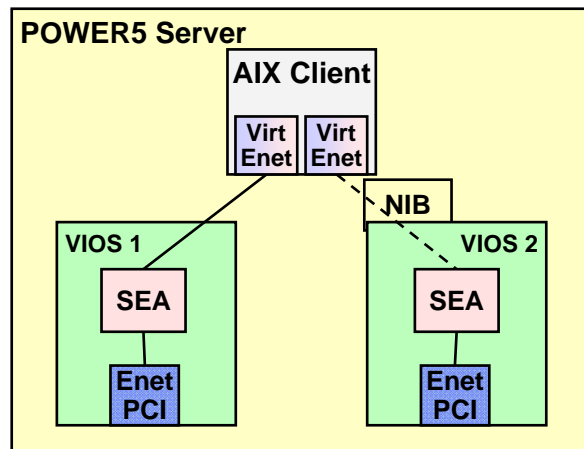 POWER5 Server
AIX Client
Virt
Enet
Virt
Enet
NIB
VIOS 1
VIOS 2
SEA
SEA
Enet
PCI
Enet
PCI